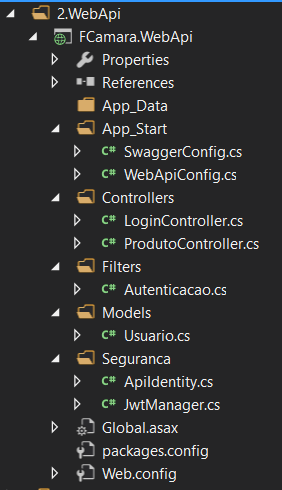 2.WebApi
FCamara.WebApi
Properties
References
App_Data
App_Start
C# SwaggerConfig.cs
C# WebApiConfig.cs
Controllers
C# LoginController.cs
C# ProdutoController.cs
Filters
C# Autenticacao.cs
Models
C# Usuario.cs
Seguranca
C# ApiIdentity.cs
C# JwtManager.cs
Global.asax
packages.config
Web.config